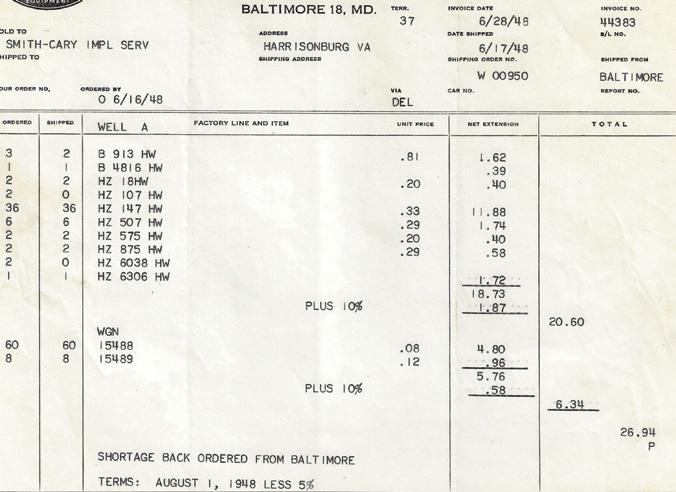 EQUIPMENT
BALTIMORE 18, MD.
TERR.
37
INVOICE DATE
6/28/48
INVOICE NO.
44383
OLD TO
SMITH-CARY IMPL SERV
ADDRESS
HARRISONBURG VA
DATE SHIPPED
6/17/48
B/L NO.
HIPPED TO
SHIPPING ADDRESS
SHIPPING ORDER NO.
W 00950
SHIPPED FROM
BALTIMORE
OUR ORDER NO.
ORDERED BY
O 6/16/48
VIA
DEL
CAR NO.
REPORT NO.
ORDERED SHIPPED WELL A FACTORY LINE AND ITEM UNIT PRICE NET EXTENSION TOTAL
3 2 B 913 HW .81 1.62
1 1 B 4816 HW .39
2 2 HZ 18HW .20 .40
2 0 HZ 107 HW
36 36 HZ 147 HW .33 11.88
6 6 HZ 507 HW .29 1.74
2 2 HZ 575 HW .20 .40
2 2 HZ 875 HW .29 .58
2 0 HZ 6038 HW
1 1 HZ 6306 HW 1.72
18.73
PLUS 10% 1.87
20.60
WGN
60 60 15488 .08 4.80
8 8 15489 .12 .96
5.76
PLUS 10% .58
6.34
26.94
P
SHORTAGE BACK ORDERED FROM BALTIMORE
TERMS: AUGUST 1, 1948 LESS 5%